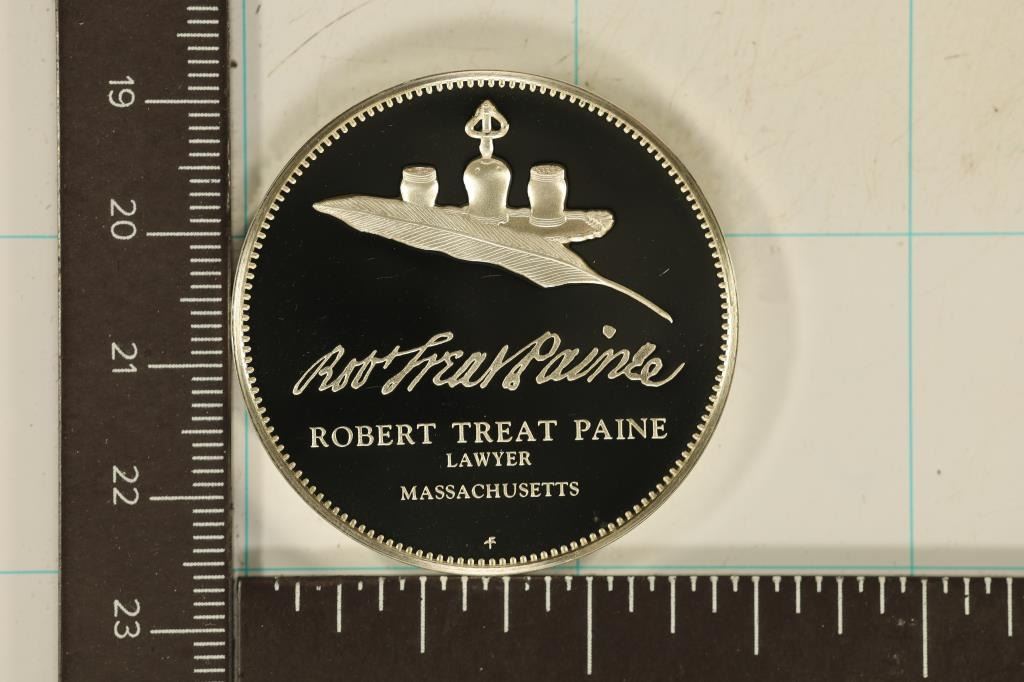 19
20
21
22
23
Robt Treat Paine
ROBERT TREAT PAINE
LAWYER
MASSACHUSETTS